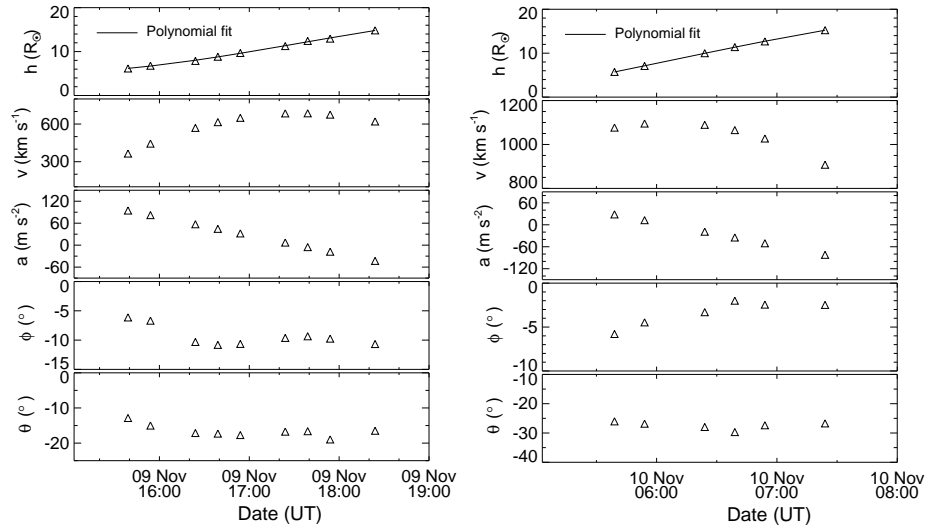 Polynomial fit
20
10
0
h (R☉)
600
300
v (km s⁻¹)
120
60
0
-60
a (m s⁻²)
0
-5
-10
-15
ϕ (°)
0
-10
-20
θ (°)
09 Nov 09 Nov 09 Nov 09 Nov
16:00 17:00 18:00 19:00
Date (UT)
Polynomial fit
20
10
0
h (R☉)
1200
1000
800
v (km s⁻¹)
60
0
-60
-120
a (m s⁻²)
0
-5
-10
ϕ (°)
-10
-20
-30
-40
θ (°)
10 Nov 10 Nov 10 Nov
06:00 07:00 08:00
Date (UT)